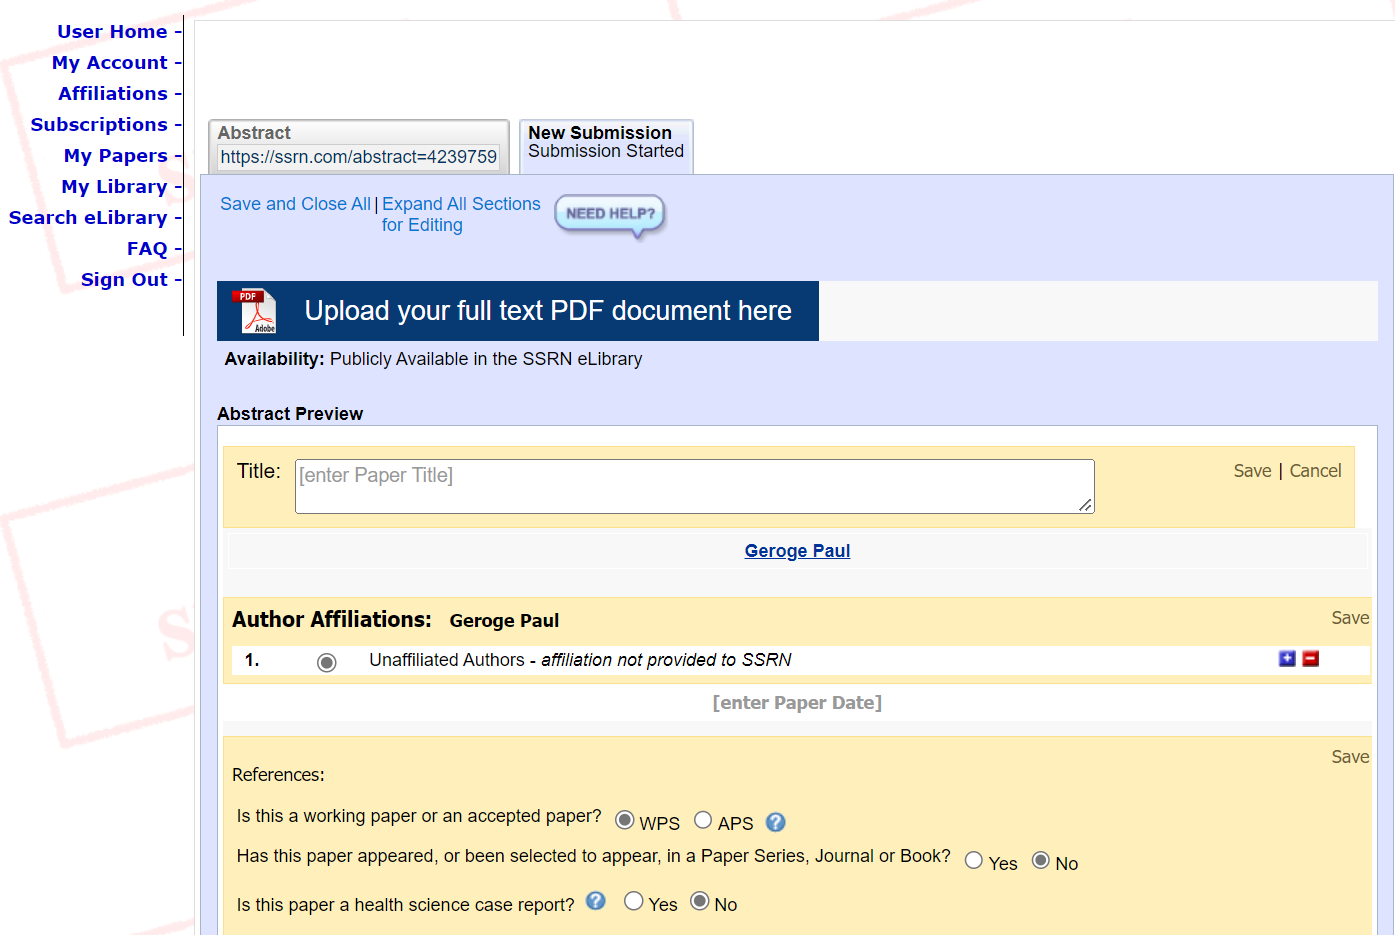 User Home -
My Account -
Affiliations -
Subscriptions -
My Papers -
My Library -
Search eLibrary -
FAQ -
Sign Out -
Abstract
https://ssrn.com/abstract=4239759
New Submission
Submission Started
Save and Close All | Expand All Sections for Editing
NEED HELP?
PDF
Adobe
Upload your full text PDF document here
Availability: Publicly Available in the SSRN eLibrary
Abstract Preview
Title: [enter Paper Title] Save | Cancel
Geroge Paul
Author Affiliations: Geroge Paul Save
1. Unaffiliated Authors - affiliation not provided to SSRN
[enter Paper Date]
Save
References:
Is this a working paper or an accepted paper? WPS APS ?
Has this paper appeared, or been selected to appear, in a Paper Series, Journal or Book? Yes No
Is this paper a health science case report? ? Yes No